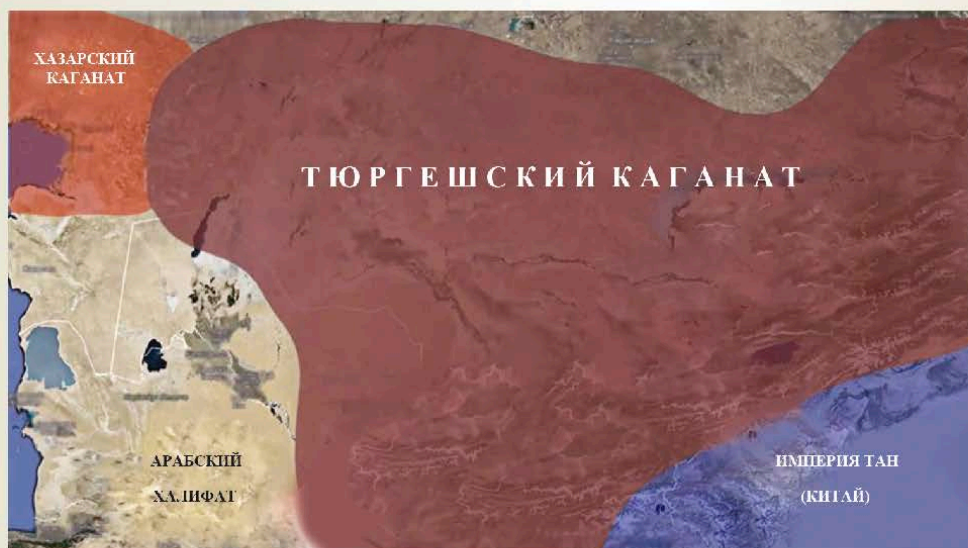 ХАЗАРСКИЙ
КАГАНАТ
ТЮРГЕШСКИЙ КАГАНАТ
АРАБСКИЙ
ХАЛИФАТ
ИМПЕРИЯ ТАН
(КИТАЙ)